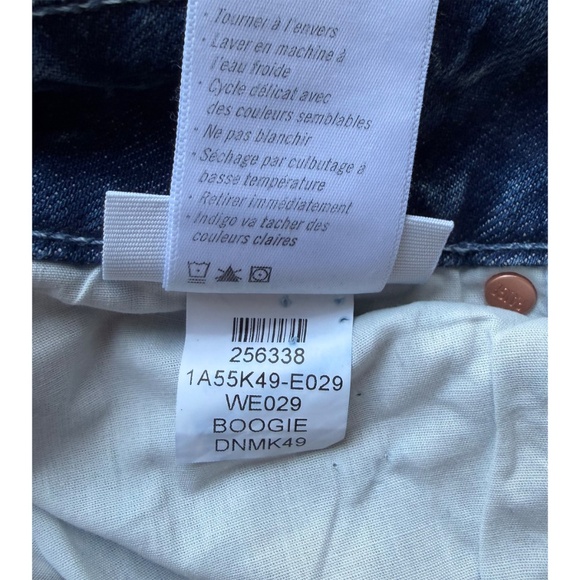 · Tourner à l'envers
· Laver en machine à
l'eau froide
· Cycle délicat avec
des couleurs semblables
· Ne pas blanchir
· Séchage par culbutage à
basse température
· Retirer immédiatement
· Indigo va tacher des
couleurs claires
256338
1A55K49-E029
WE029
BOOGIE
DNMK49